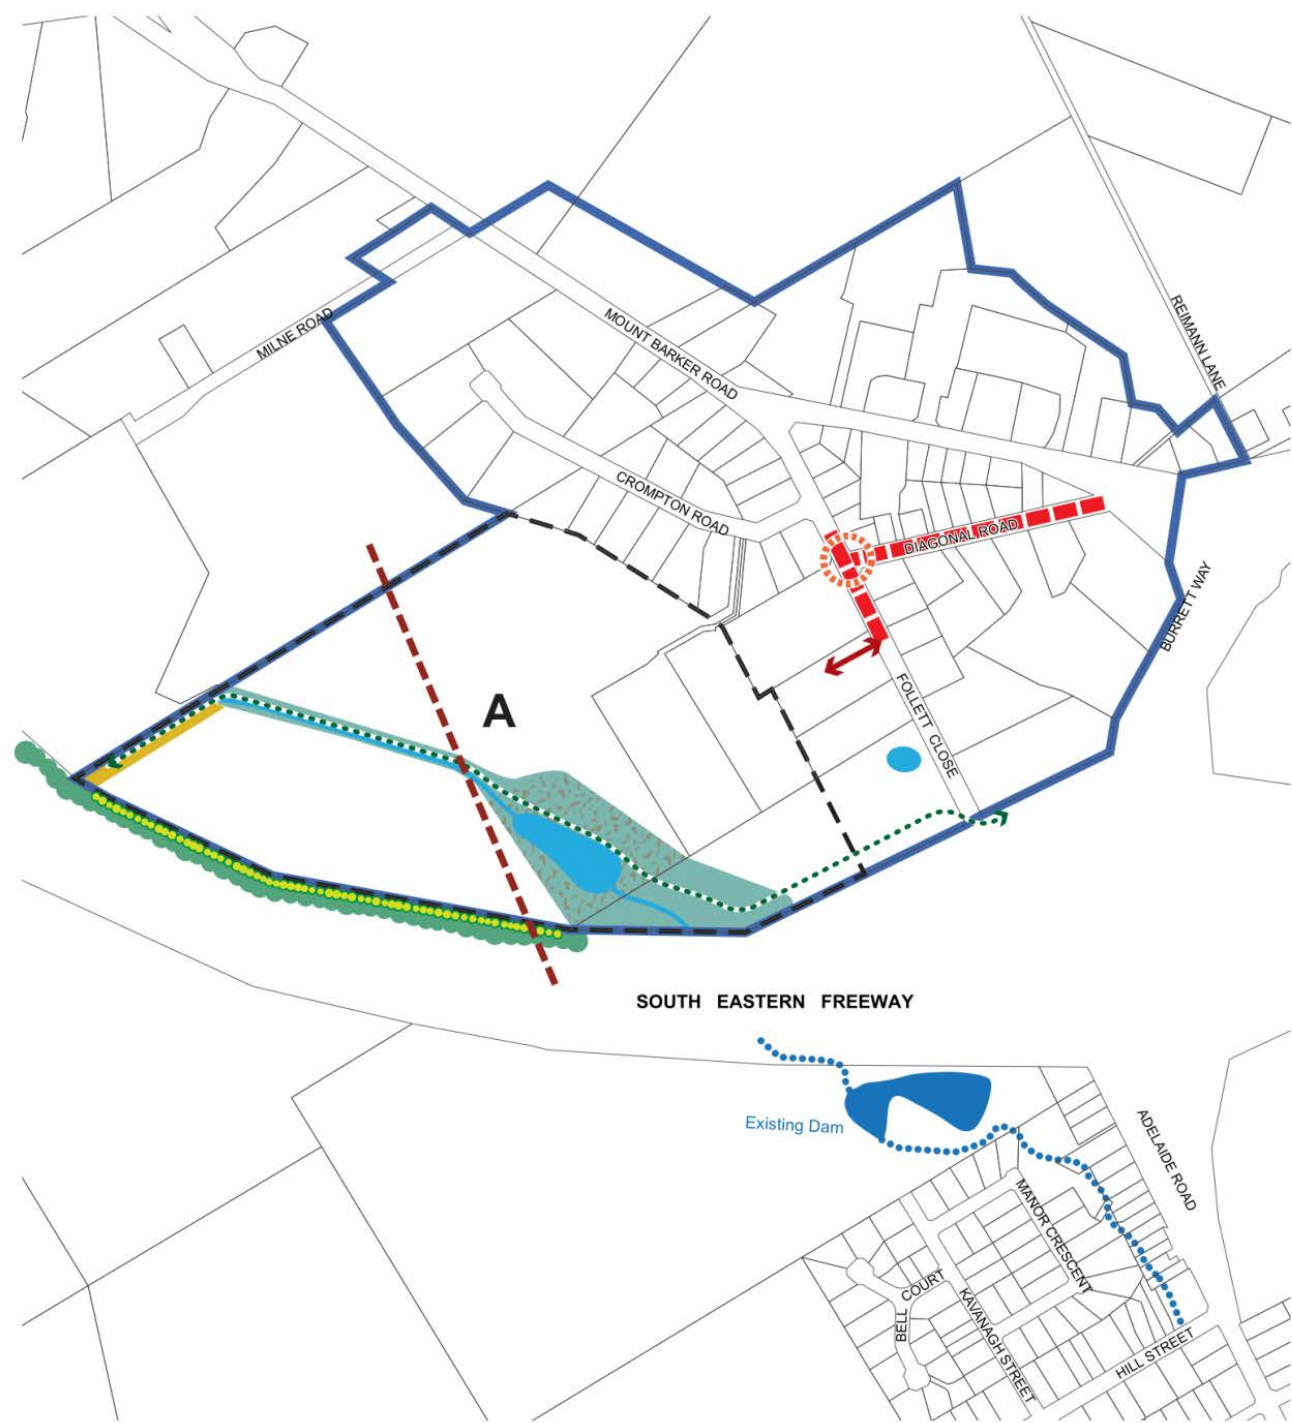 MILNE ROAD
MOUNT BARKER ROAD
REIMANN LANE
CROMPTON ROAD
DIAGONAL ROAD
BURRETT WAY
FOLLETT CLOSE
A
SOUTH EASTERN FREEWAY
Existing Dam
ADELAIDE ROAD
MANOR CRESCENT
BELL COURT
KAVANAGH STREET
HILL STREET